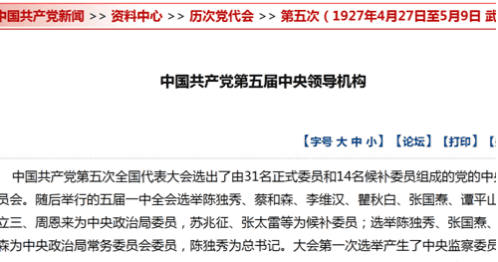 中国共产党新闻 >> 资料中心 >> 历次党代会 >> 第五次（1927年4月27日至5月9日 武
中国共产党第五届中央领导机构
【字号 大 中 小】【论坛】【打印】
中国共产党第五次全国代表大会选出了由31名正式委员和14名候补委员组成的党的中央
员会。随后举行的五届一中全会选举陈独秀、蔡和森、李维汉、瞿秋白、张国焘、谭平山
立三、周恩来为中央政治局委员，苏兆征、张太雷等为候补委员；选举陈独秀、张国焘、
森为中央政治局常务委员会委员，陈独秀为总书记。大会第一次选举产生了中央监察委员